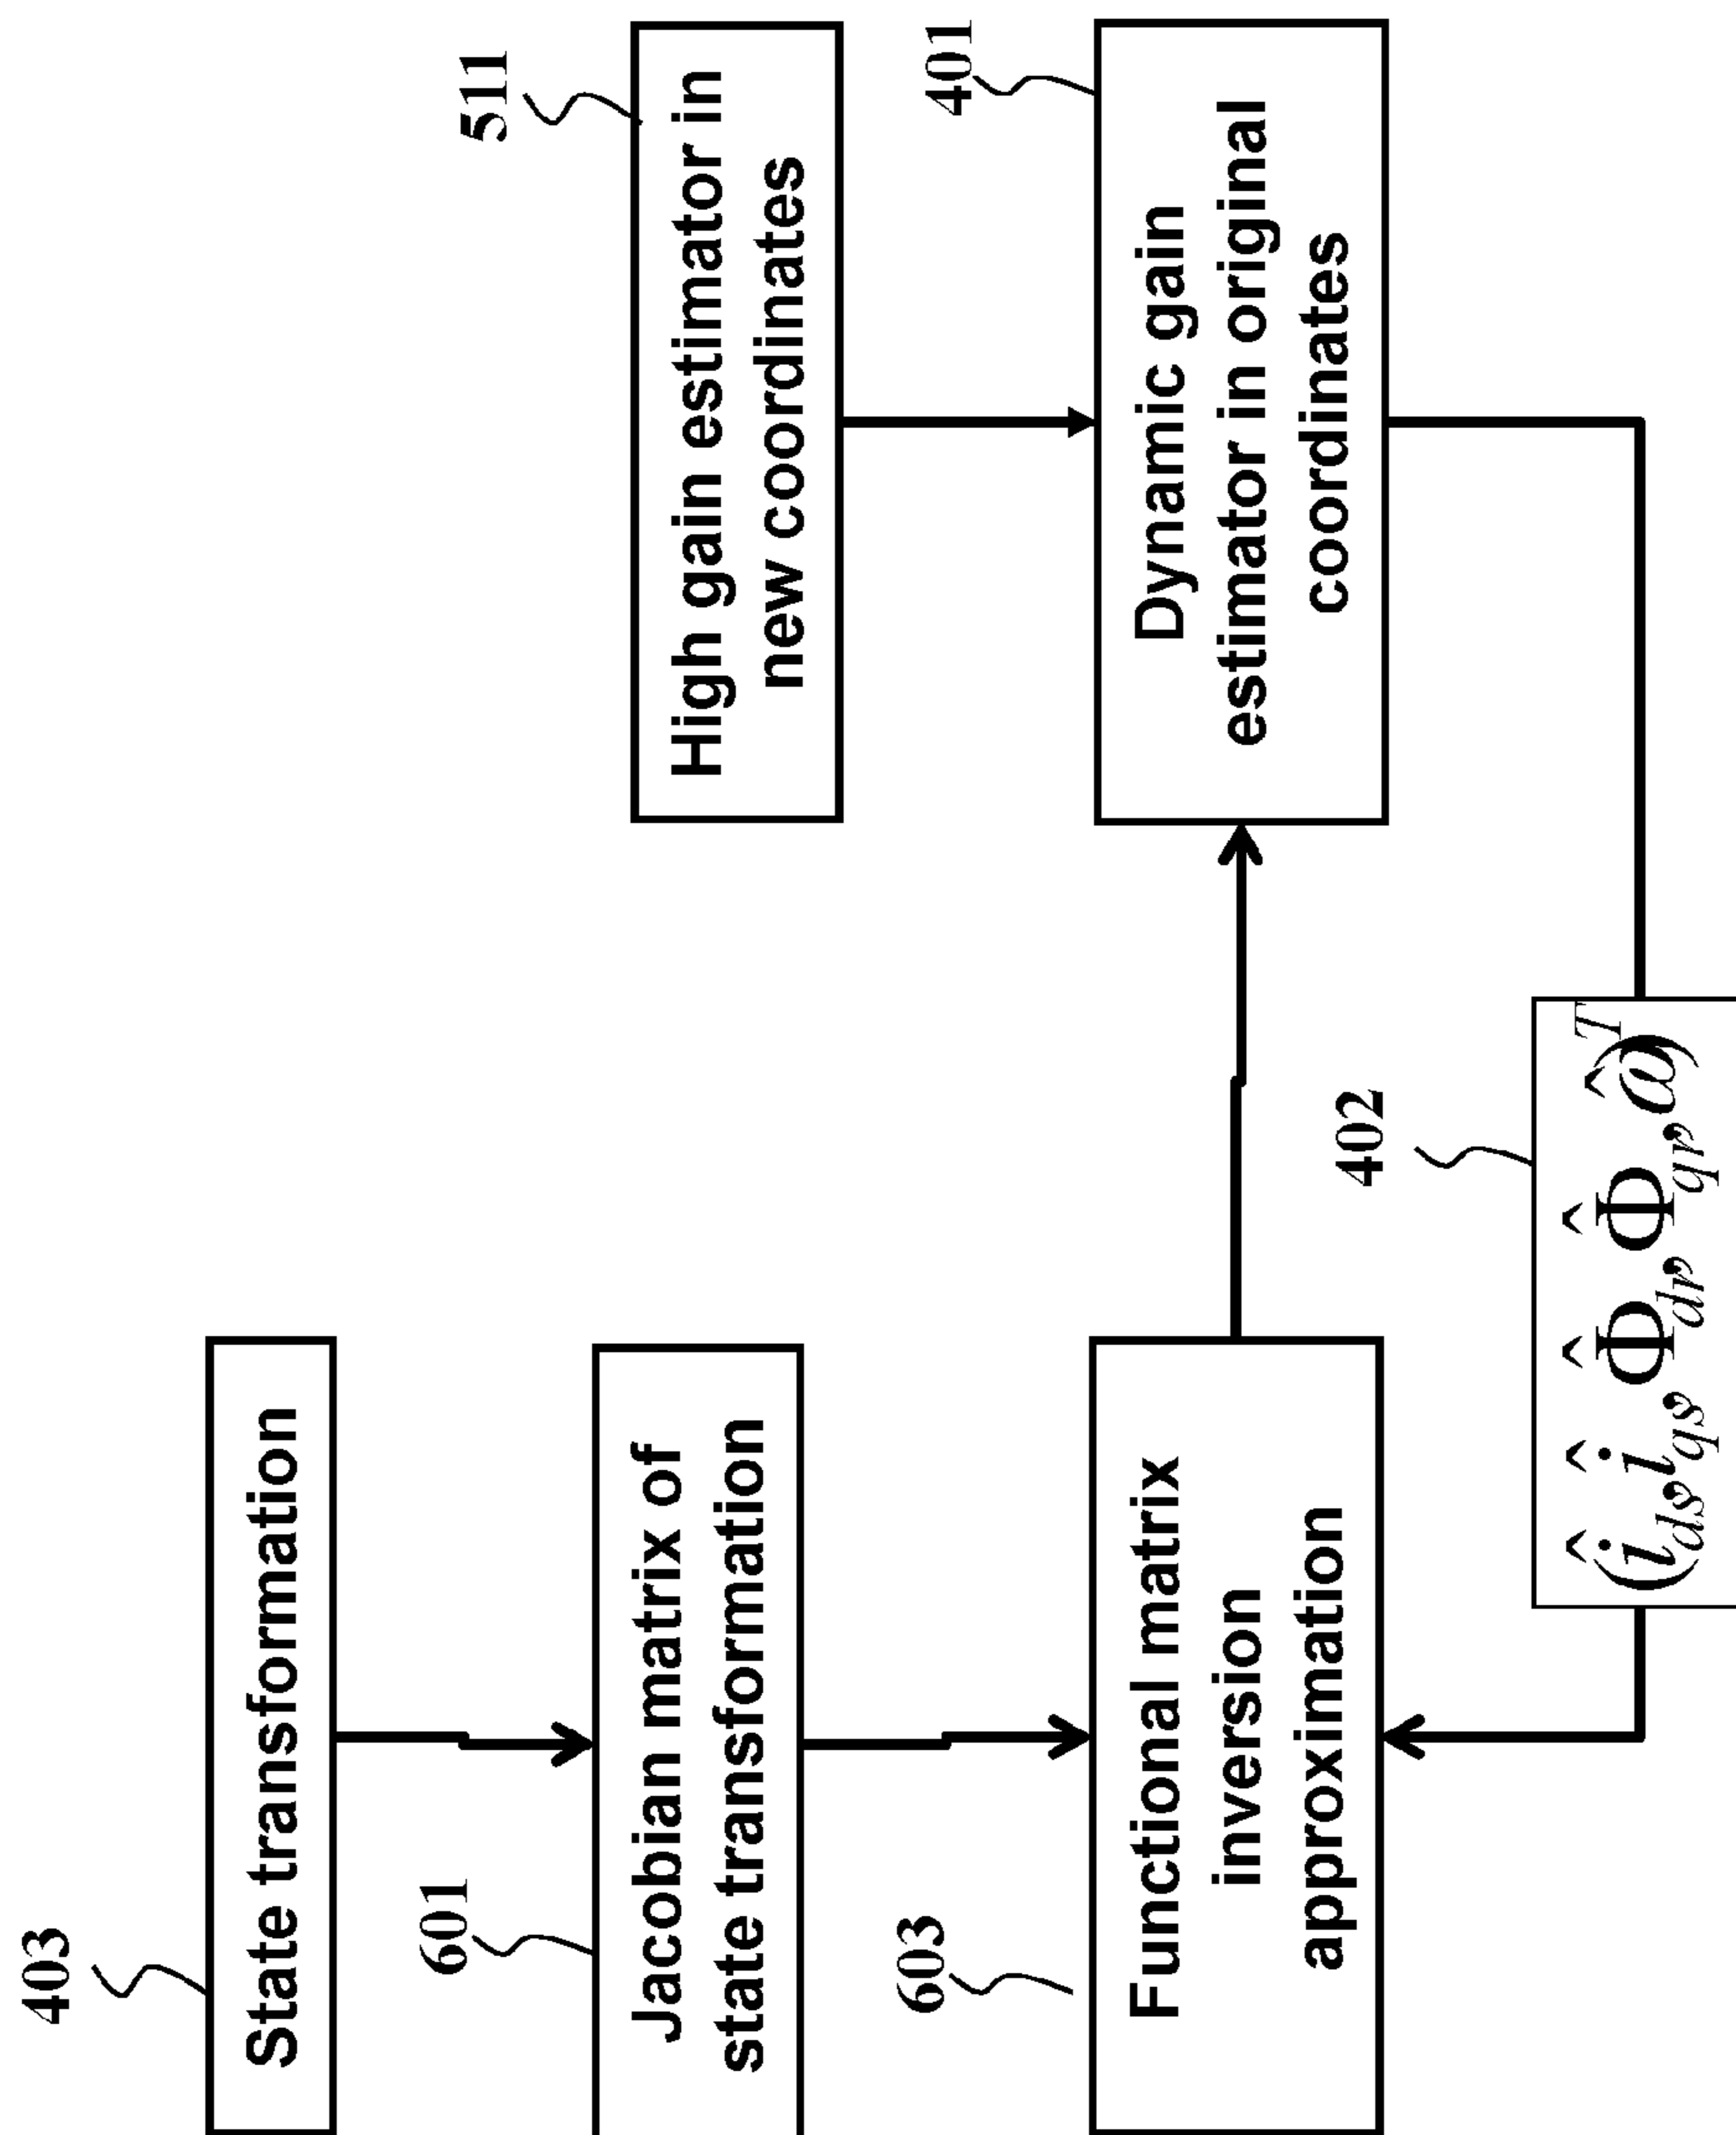 403
State transformation
601
Jacobian matrix of
state transformation
603
Functional matrix
inversion
approximation
511
High gain estimator in
new coordinates
401
Dynamic gain
estimator in original
coordinates
402
(î_ds, î_qs, Φ̂_dr, Φ̂_qr, ω̂)^T